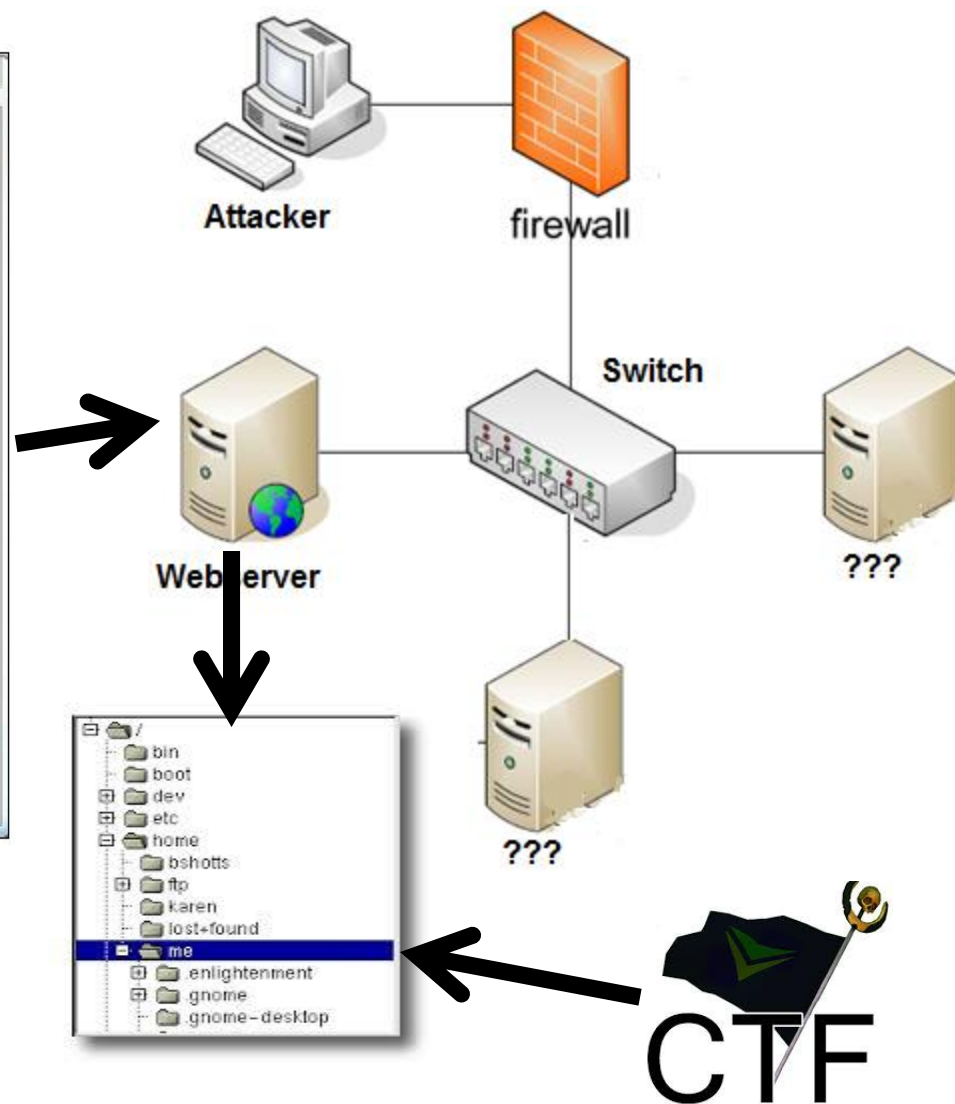 Attacker
firewall
Switch
Webserver
???
???
/
bin
boot
dev
etc
home
bshotts
ftp
karen
lost+found
me
.enlightenment
.gnome
.gnome-desktop
CTF